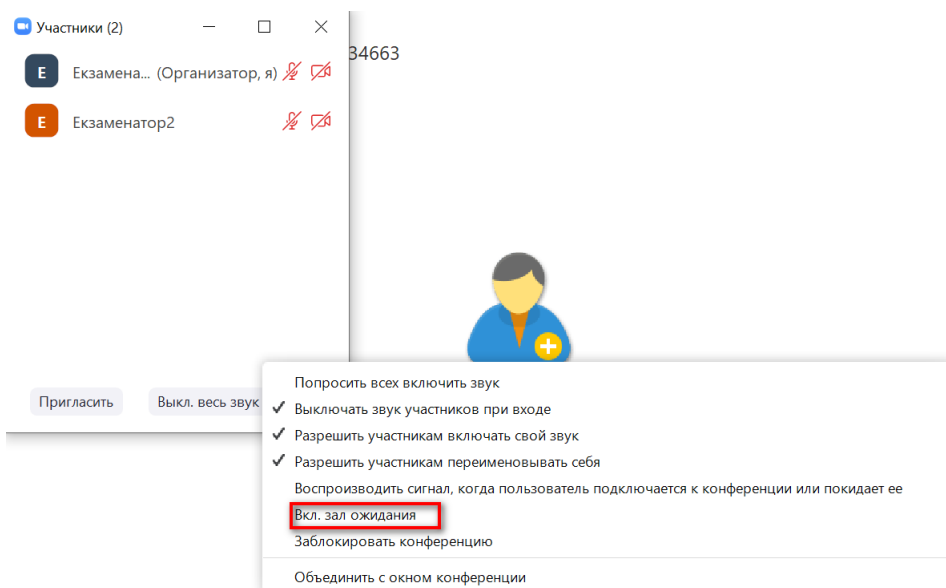 Участники (2)
34663
Е Екзамена... (Организатор, я)
Е Екзаменатор2
Пригласить Выкл. весь звук
Попросить всех включить звук
Выключать звук участников при входе
Разрешить участникам включать свой звук
Разрешить участникам переименовывать себя
Воспроизводить сигнал, когда пользователь подключается к конференции или покидает ее
Вкл. зал ожидания
Заблокировать конференцию
Объединить с окном конференции